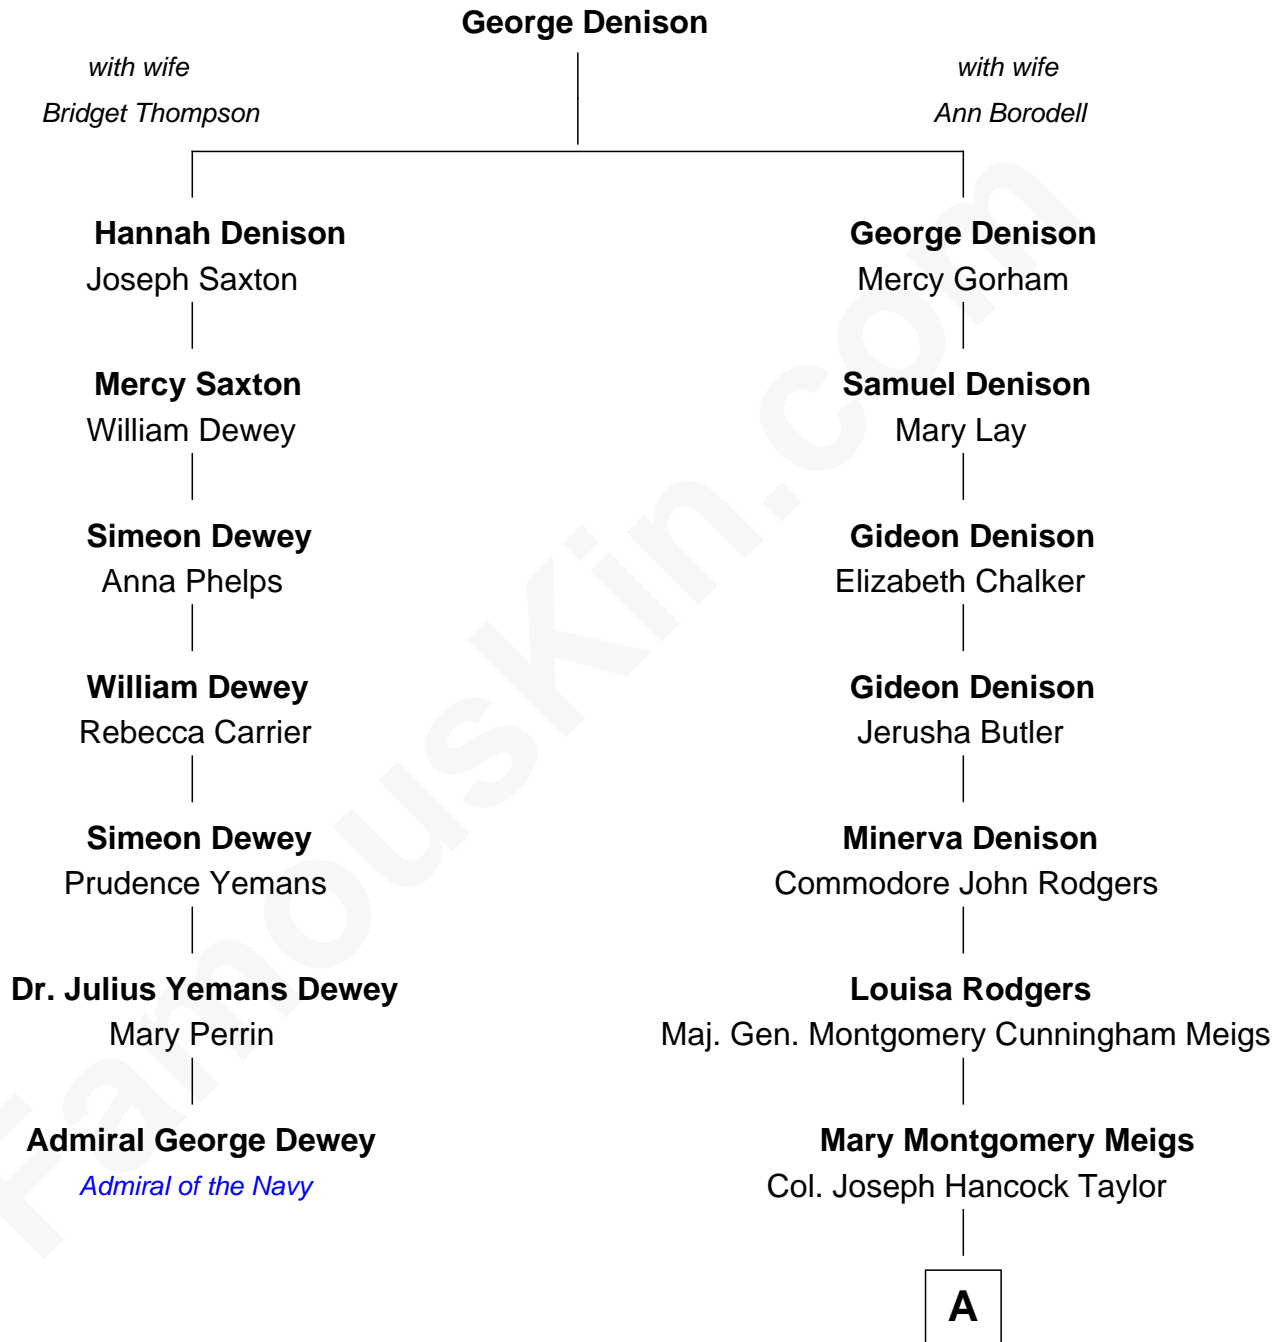 George Denison
with wife
Bridget Thompson
with wife
Ann Borodell
Hannah Denison
Joseph Saxton
George Denison
Mercy Gorham
Mercy Saxton
William Dewey
Samuel Denison
Mary Lay
Simeon Dewey
Anna Phelps
Gideon Denison
Elizabeth Chalker
William Dewey
Rebecca Carrier
Gideon Denison
Jerusha Butler
Simeon Dewey
Prudence Yemans
Minerva Denison
Commodore John Rodgers
Dr. Julius Yemans Dewey
Mary Perrin
Louisa Rodgers
Maj. Gen. Montgomery Cunningham Meigs
Admiral George Dewey
Admiral of the Navy
Mary Montgomery Meigs
Col. Joseph Hancock Taylor
A
FamousKin.com